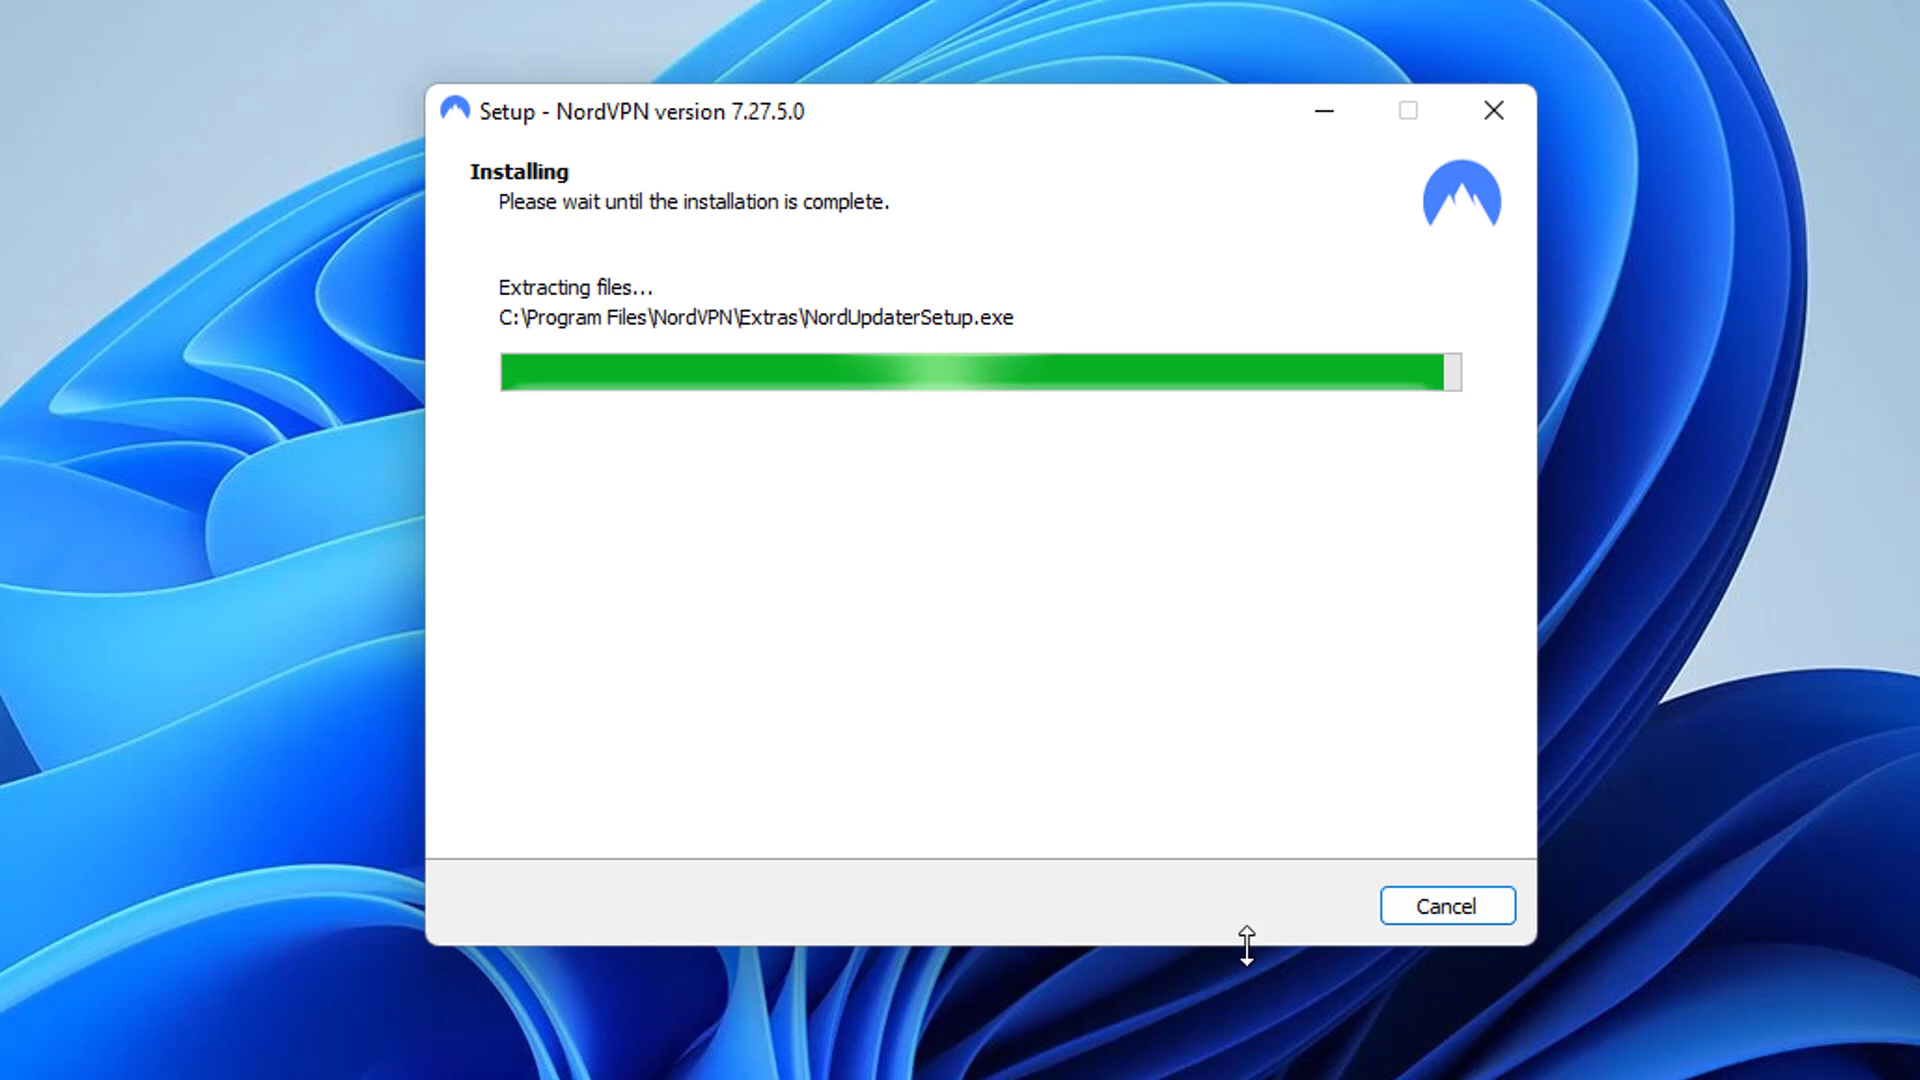 Setup - NordVPN version 7.27.5.0
Installing
Please wait until the installation is complete.
Extracting files...
C:\Program Files\NordVPN\Extras\NordUpdaterSetup.exe
Cancel